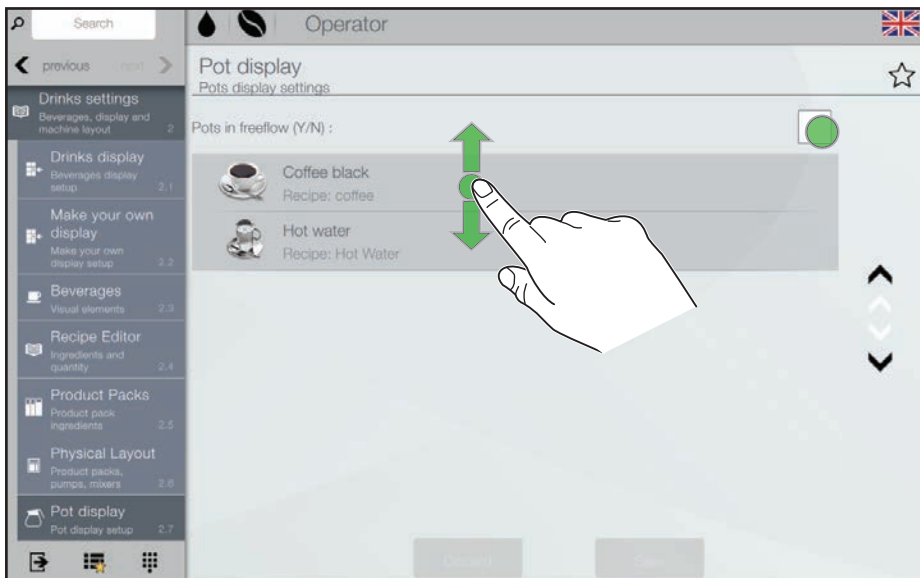 Search
Operator
previous next
Pot display
Pots display settings
Drinks settings
Beverages, display and
machine layout 2
Pots in freeflow (Y/N) :
Drinks display
Beverages display
setup 2.1
Coffee black
Recipe: coffee
Make your own
display
Make your own
display setup 2.2
Hot water
Recipe: Hot Water
Beverages
Visual elements 2.3
Recipe Editor
Ingredients and
quantity 2.4
Product Packs
Product pack
ingredients 2.5
Physical Layout
Product packs,
pumps, mixers 2.6
Pot display
Pot display setup 2.7
Discard Save